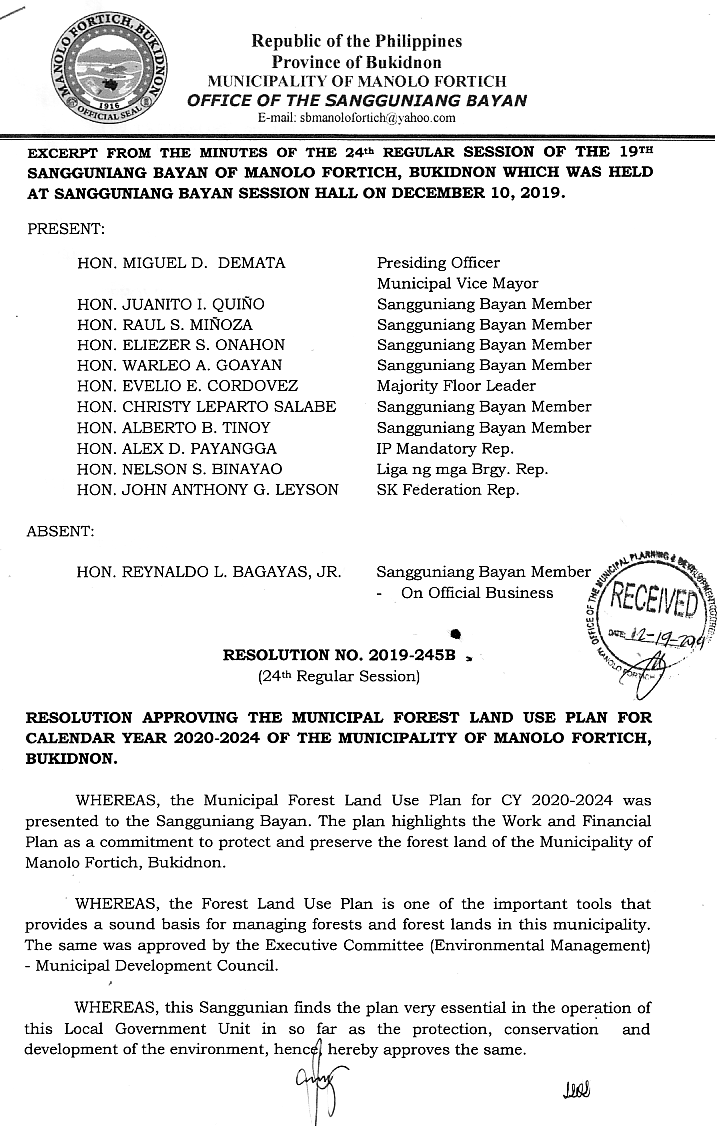 MANOLO FORTICH, BUKIDNON
1916
OFFICIAL SEAL
Republic of the Philippines
Province of Bukidnon
MUNICIPALITY OF MANOLO FORTICH
OFFICE OF THE SANGGUNIANG BAYAN
E-mail: sbmanolofortich@yahoo.com
EXCERPT FROM THE MINUTES OF THE 24th REGULAR SESSION OF THE 19TH
SANGGUNIANG BAYAN OF MANOLO FORTICH, BUKIDNON WHICH WAS HELD
AT SANGGUNIANG BAYAN SESSION HALL ON DECEMBER 10, 2019.
PRESENT:
HON. MIGUEL D. DEMATA Presiding Officer
Municipal Vice Mayor
HON. JUANITO I. QUIÑO Sangguniang Bayan Member
HON. RAUL S. MIÑOZA Sangguniang Bayan Member
HON. ELIEZER S. ONAHON Sangguniang Bayan Member
HON. WARLEO A. GOAYAN Sangguniang Bayan Member
HON. EVELIO E. CORDOVEZ Majority Floor Leader
HON. CHRISTY LEPARTO SALABE Sangguniang Bayan Member
HON. ALBERTO B. TINOY Sangguniang Bayan Member
HON. ALEX D. PAYANGGA IP Mandatory Rep.
HON. NELSON S. BINAYAO Liga ng mga Brgy. Rep.
HON. JOHN ANTHONY G. LEYSON SK Federation Rep.
ABSENT:
HON. REYNALDO L. BAGAYAS, JR. Sangguniang Bayan Member
- On Official Business
OFFICE OF THE MUNICIPAL PLANNING &
RECEIVED
DATE: 12-19-2019
MANOLO FORTICH
RESOLUTION NO. 2019-245B
(24th Regular Session)
RESOLUTION APPROVING THE MUNICIPAL FOREST LAND USE PLAN FOR
CALENDAR YEAR 2020-2024 OF THE MUNICIPALITY OF MANOLO FORTICH,
BUKIDNON.
WHEREAS, the Municipal Forest Land Use Plan for CY 2020-2024 was
presented to the Sangguniang Bayan. The plan highlights the Work and Financial
Plan as a commitment to protect and preserve the forest land of the Municipality of
Manolo Fortich, Bukidnon.
WHEREAS, the Forest Land Use Plan is one of the important tools that
provides a sound basis for managing forests and forest lands in this municipality.
The same was approved by the Executive Committee (Environmental Management)
- Municipal Development Council.
WHEREAS, this Sanggunian finds the plan very essential in the operation of
this Local Government Unit in so far as the protection, conservation and
development of the environment, hence, hereby approves the same.